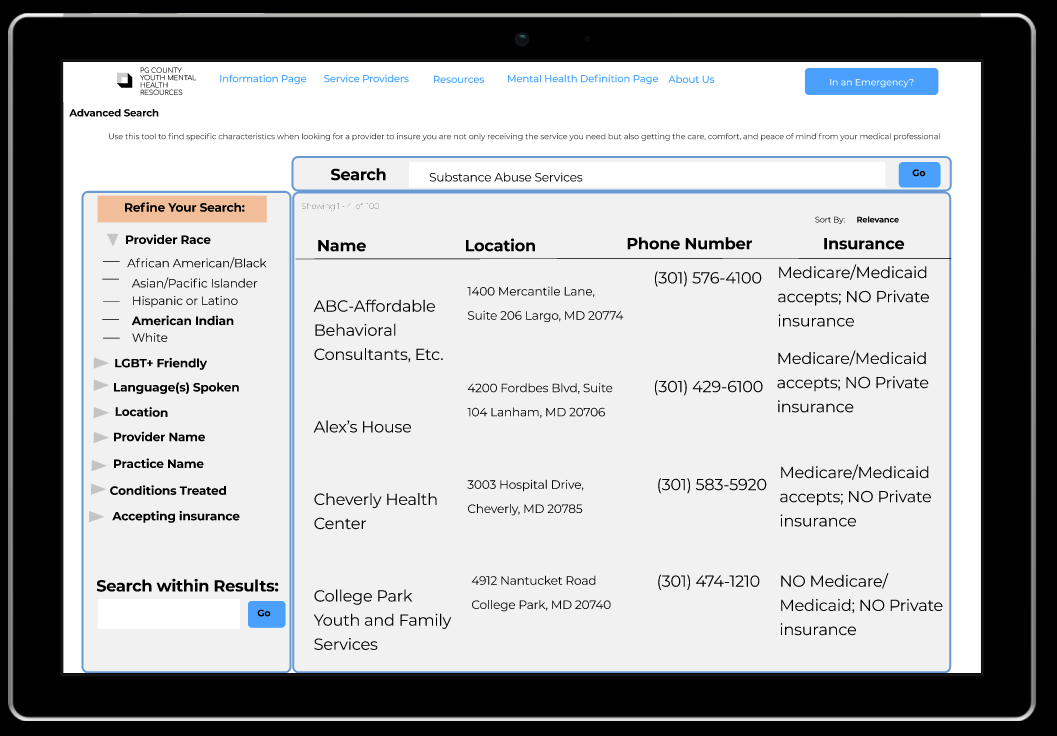 PG COUNTY
YOUTH MENTAL
HEALTH
RESOURCES
Information Page
Service Providers
Resources
Mental Health Definition Page
About Us
In an Emergency?
Advanced Search
Use this tool to find specific characteristics when looking for a provider to insure you are not only receiving the service you need but also getting the care, comfort, and peace of mind from your medical professional
Search
Substance Abuse Services
Go
Refine Your Search:
Provider Race
African American/Black
Asian/Pacific Islander
Hispanic or Latino
American Indian
White
LGBT+ Friendly
Language(s) Spoken
Location
Provider Name
Practice Name
Conditions Treated
Accepting insurance
Search within Results:
Go
Showing 1 - of 100
Sort By: Relevance
Name
Location
Phone Number
Insurance
ABC-Affordable
Behavioral
Consultants, Etc.
1400 Mercantile Lane,
Suite 206 Largo, MD 20774
(301) 576-4100
Medicare/Medicaid
accepts; NO Private
insurance
Alex's House
4200 Fordbes Blvd, Suite
104 Lanham, MD 20706
(301) 429-6100
Medicare/Medicaid
accepts; NO Private
insurance
Cheverly Health
Center
3003 Hospital Drive,
Cheverly, MD 20785
(301) 583-5920
Medicare/Medicaid
accepts; NO Private
insurance
College Park
Youth and Family
Services
4912 Nantucket Road
College Park, MD 20740
(301) 474-1210
NO Medicare/
Medicaid; NO Private
insurance